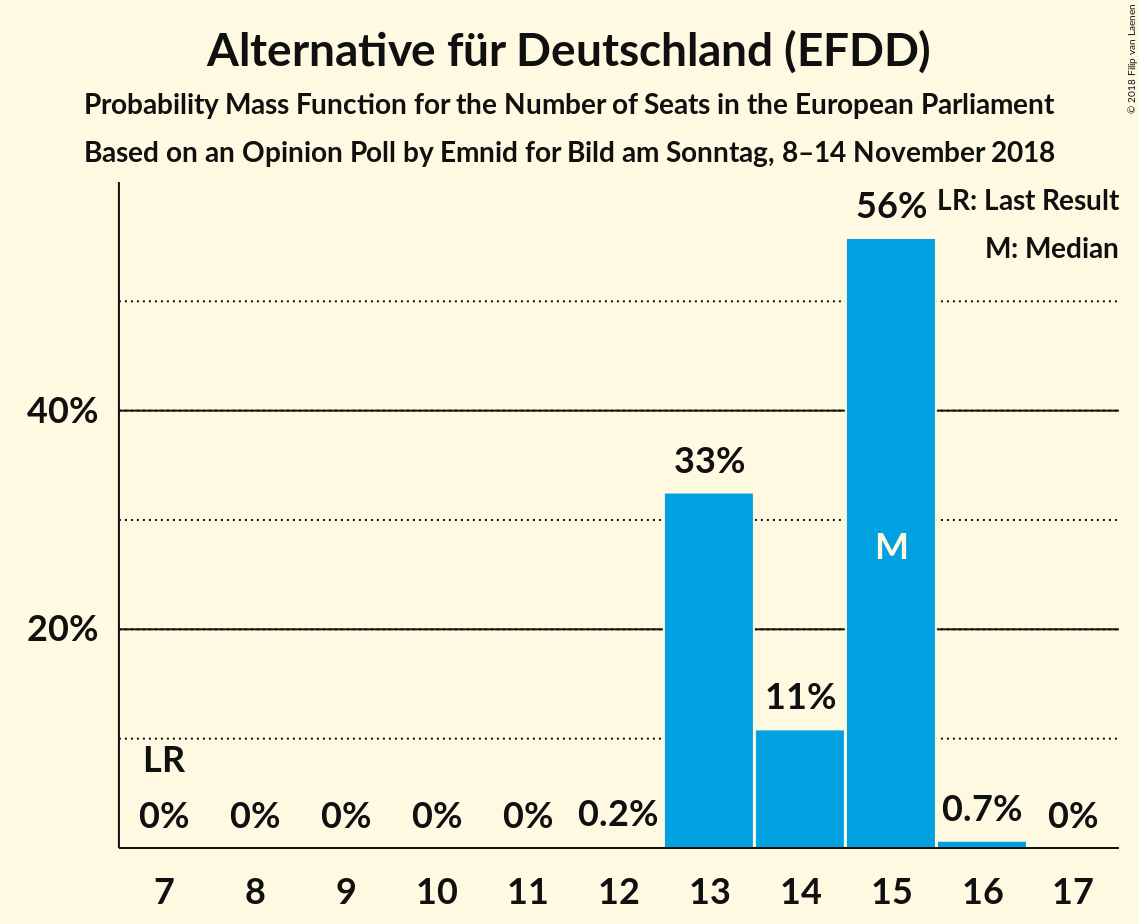 Alternative für Deutschland (EFDD)
Probability Mass Function for the Number of Seats in the European Parliament
Based on an Opinion Poll by Emnid for Bild am Sonntag, 8–14 November 2018
© 2018 Filip van Laenen
LR: Last Result
M: Median
56%
40%
33%
M
20%
11%
LR
0% 0% 0% 0% 0% 0.2% 0.7% 0%
7 8 9 10 11 12 13 14 15 16 17